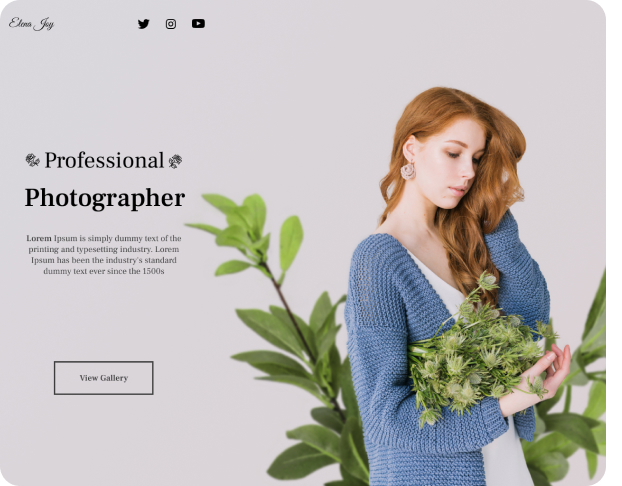 Elena Joy
Professional
Photographer
Lorem Ipsum is simply dummy text of the
printing and typesetting industry. Lorem
Ipsum has been the industry's standard
dummy text ever since the 1500s
View Gallery